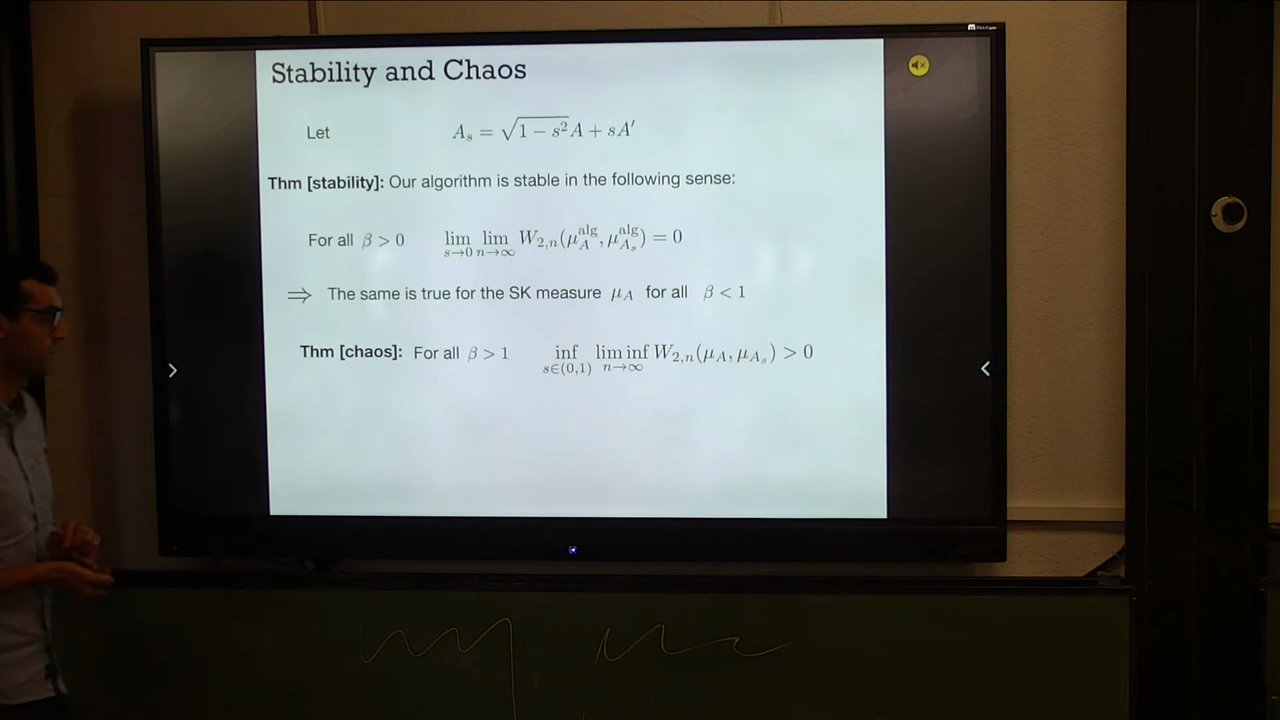 Stability and Chaos
Let $A_s = \sqrt{1 - s^2} A + sA'$
Thm [stability]: Our algorithm is stable in the following sense:
For all $\beta > 0$ $\lim_{s \to 0} \lim_{n \to \infty} W_{2,n}(\mu_A^{\text{alg}}, \mu_{A_s}^{\text{alg}}) = 0$
$\Longrightarrow$ The same is true for the SK measure $\mu_A$ for all $\beta < 1$
Thm [chaos]: For all $\beta > 1$ $\inf_{s \in (0,1)} \liminf_{n \to \infty} W_{2,n}(\mu_A, \mu_{A_s}) > 0$